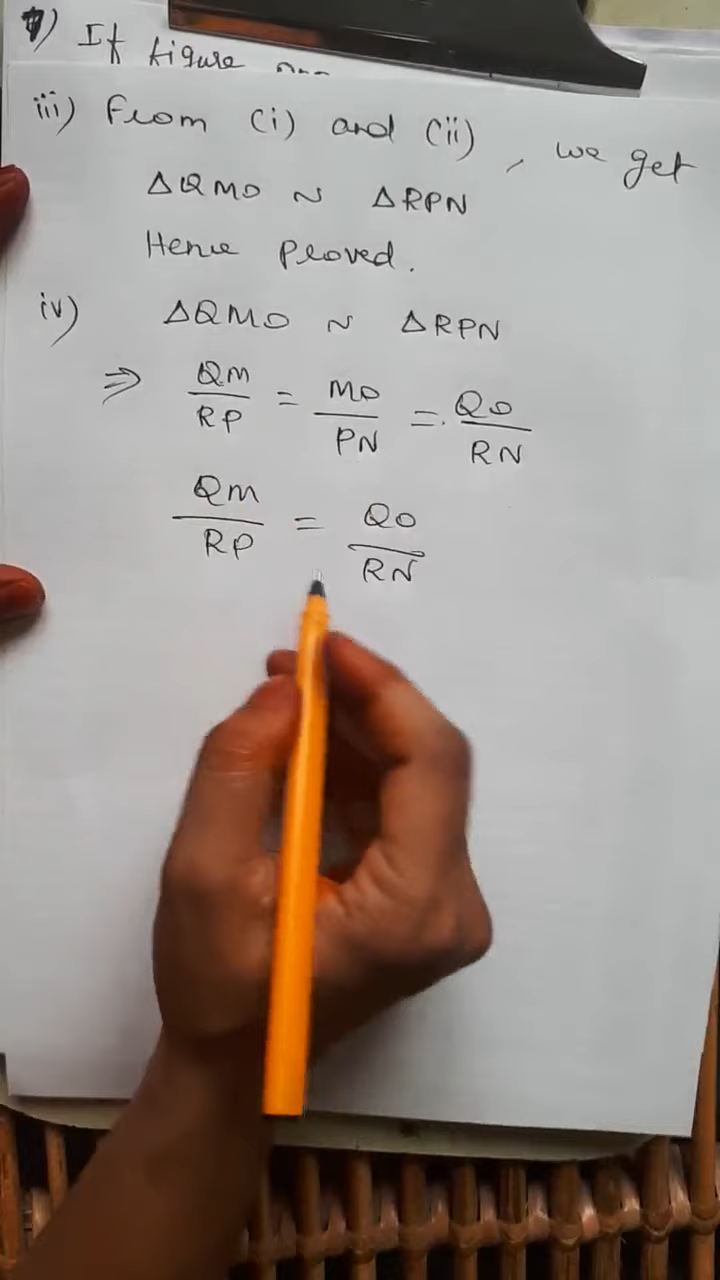 ) If figure
iii) From (i) and (ii), we get
ΔQMO ~ ΔRPN
Hence Proved.
iv) ΔQMO ~ ΔRPN
⇒ QM/RP = MO/PN = QO/RN
QM/RP = QO/RN